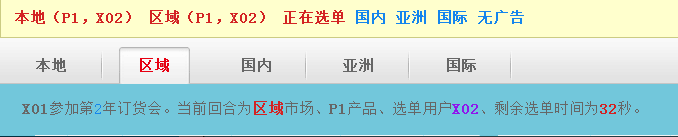 本地（P1，X02） 区域（P1，X02） 正在选单 国内 亚洲 国际 无广告
本地 区域 国内 亚洲 国际
X01参加第2年订货会。当前回合为区域市场、P1产品、选单用户X02、剩余选单时间为32秒。